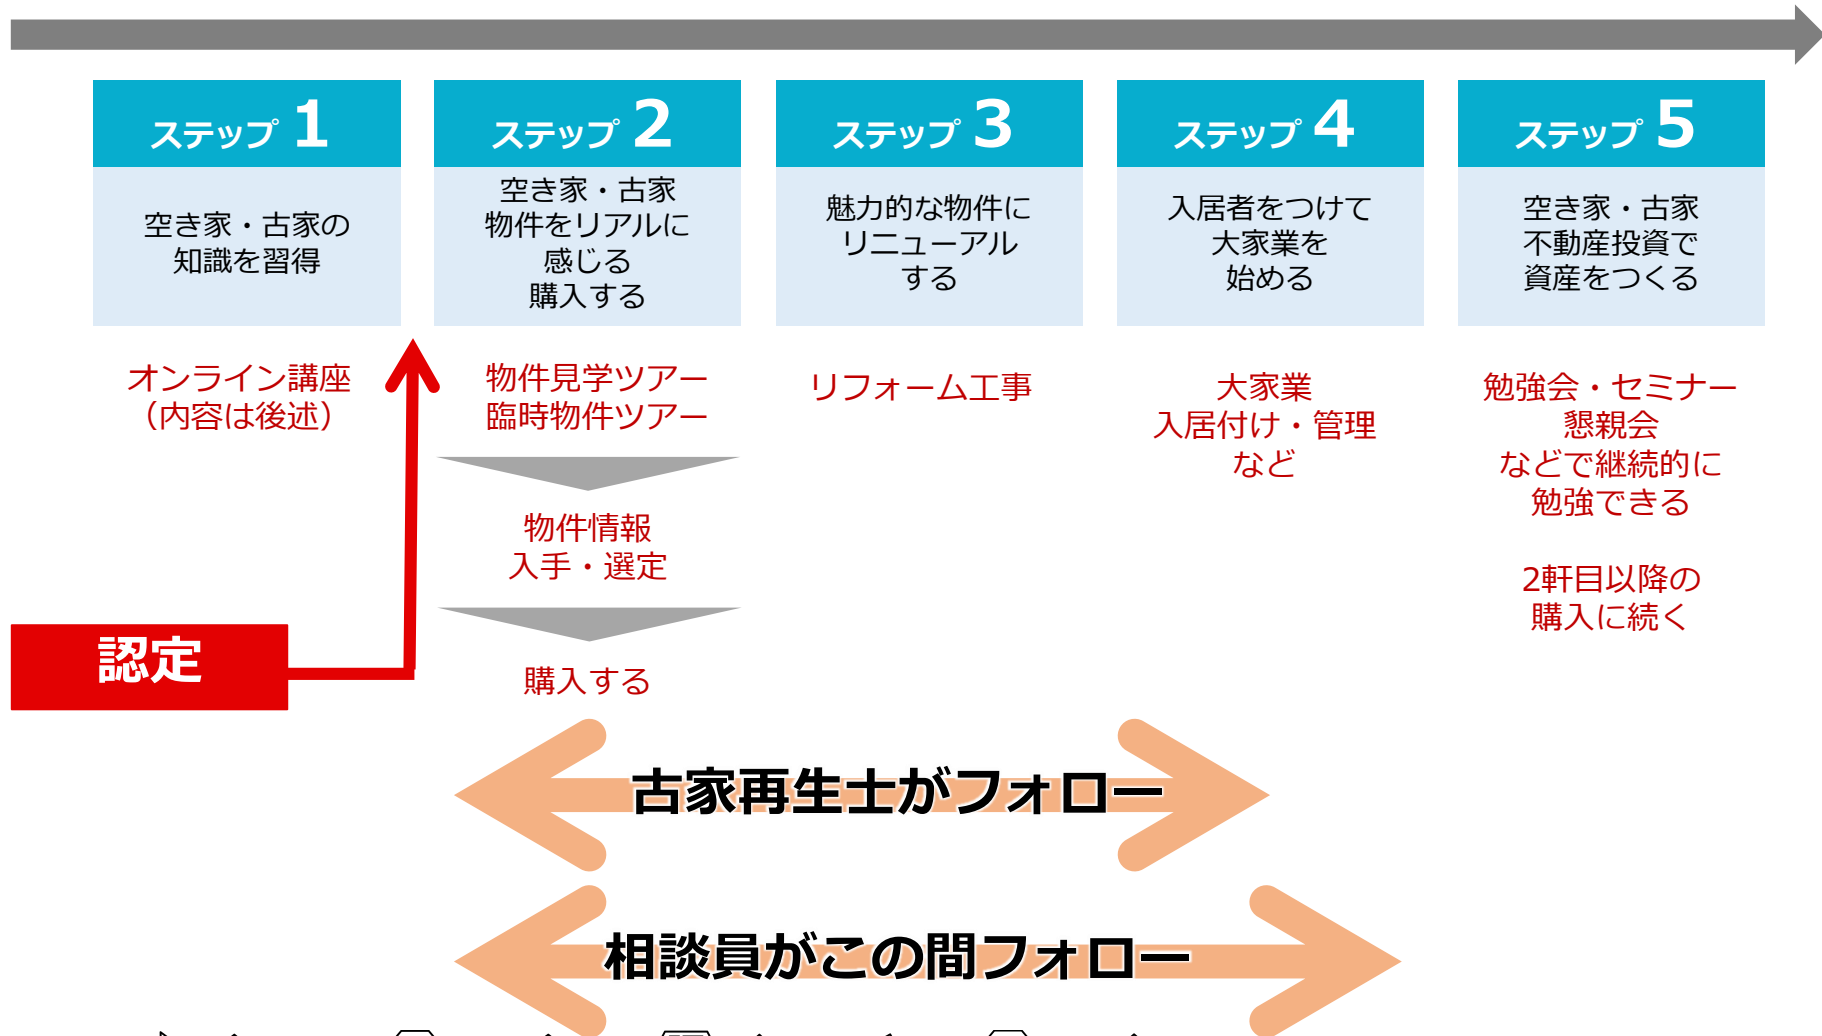 ステップ 1
空き家・古家の
知識を習得
オンライン講座
（内容は後述）
ステップ 2
空き家・古家
物件をリアルに
感じる
購入する
物件見学ツアー
臨時物件ツアー
物件情報
入手・選定
購入する
ステップ 3
魅力的な物件に
リニューアル
する
リフォーム工事
ステップ 4
入居者をつけて
大家業を
始める
大家業
入居付け・管理
など
ステップ 5
空き家・古家
不動産投資で
資産をつくる
勉強会・セミナー
懇親会
などで継続的に
勉強できる
2軒目以降の
購入に続く
認定
古家再生士がフォロー
相談員がこの間フォロー